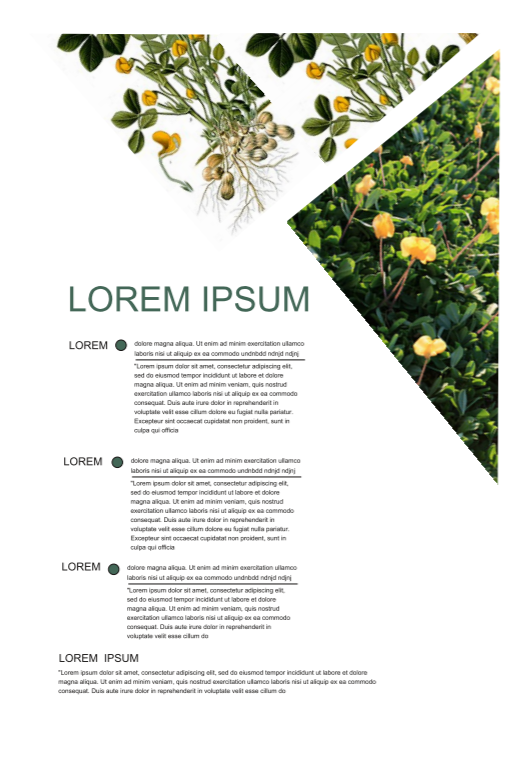 LOREM IPSUM
LOREM
dolore magna aliqua. Ut enim ad minim exercitation ullamco
laboris nisi ut aliquip ex ea commodo undnbdd ndnjd ndjnj
"Lorem ipsum dolor sit amet, consectetur adipiscing elit,
sed do eiusmod tempor incididunt ut labore et dolore
magna aliqua. Ut enim ad minim veniam, quis nostrud
exercitation ullamco laboris nisi ut aliquip ex ea commodo
consequat. Duis aute irure dolor in reprehenderit in
voluptate velit esse cillum dolore eu fugiat nulla pariatur.
Excepteur sint occaecat cupidatat non proident, sunt in
culpa qui officia
LOREM
dolore magna aliqua. Ut enim ad minim exercitation ullamco
laboris nisi ut aliquip ex ea commodo undnbdd ndnjd ndjnj
"Lorem ipsum dolor sit amet, consectetur adipiscing elit,
sed do eiusmod tempor incididunt ut labore et dolore
magna aliqua. Ut enim ad minim veniam, quis nostrud
exercitation ullamco laboris nisi ut aliquip ex ea commodo
consequat. Duis aute irure dolor in reprehenderit in
voluptate velit esse cillum dolore eu fugiat nulla pariatur.
Excepteur sint occaecat cupidatat non proident, sunt in
culpa qui officia
LOREM
dolore magna aliqua. Ut enim ad minim exercitation ullamco
laboris nisi ut aliquip ex ea commodo undnbdd ndnjd ndjnj
"Lorem ipsum dolor sit amet, consectetur adipiscing elit,
sed do eiusmod tempor incididunt ut labore et dolore
magna aliqua. Ut enim ad minim veniam, quis nostrud
exercitation ullamco laboris nisi ut aliquip ex ea commodo
consequat. Duis aute irure dolor in reprehenderit in
voluptate velit esse cillum do
LOREM IPSUM
"Lorem ipsum dolor sit amet, consectetur adipiscing elit, sed do eiusmod tempor incididunt ut labore et dolore
magna aliqua. Ut enim ad minim veniam, quis nostrud exercitation ullamco laboris nisi ut aliquip ex ea commodo
consequat. Duis aute irure dolor in reprehenderit in voluptate velit esse cillum do